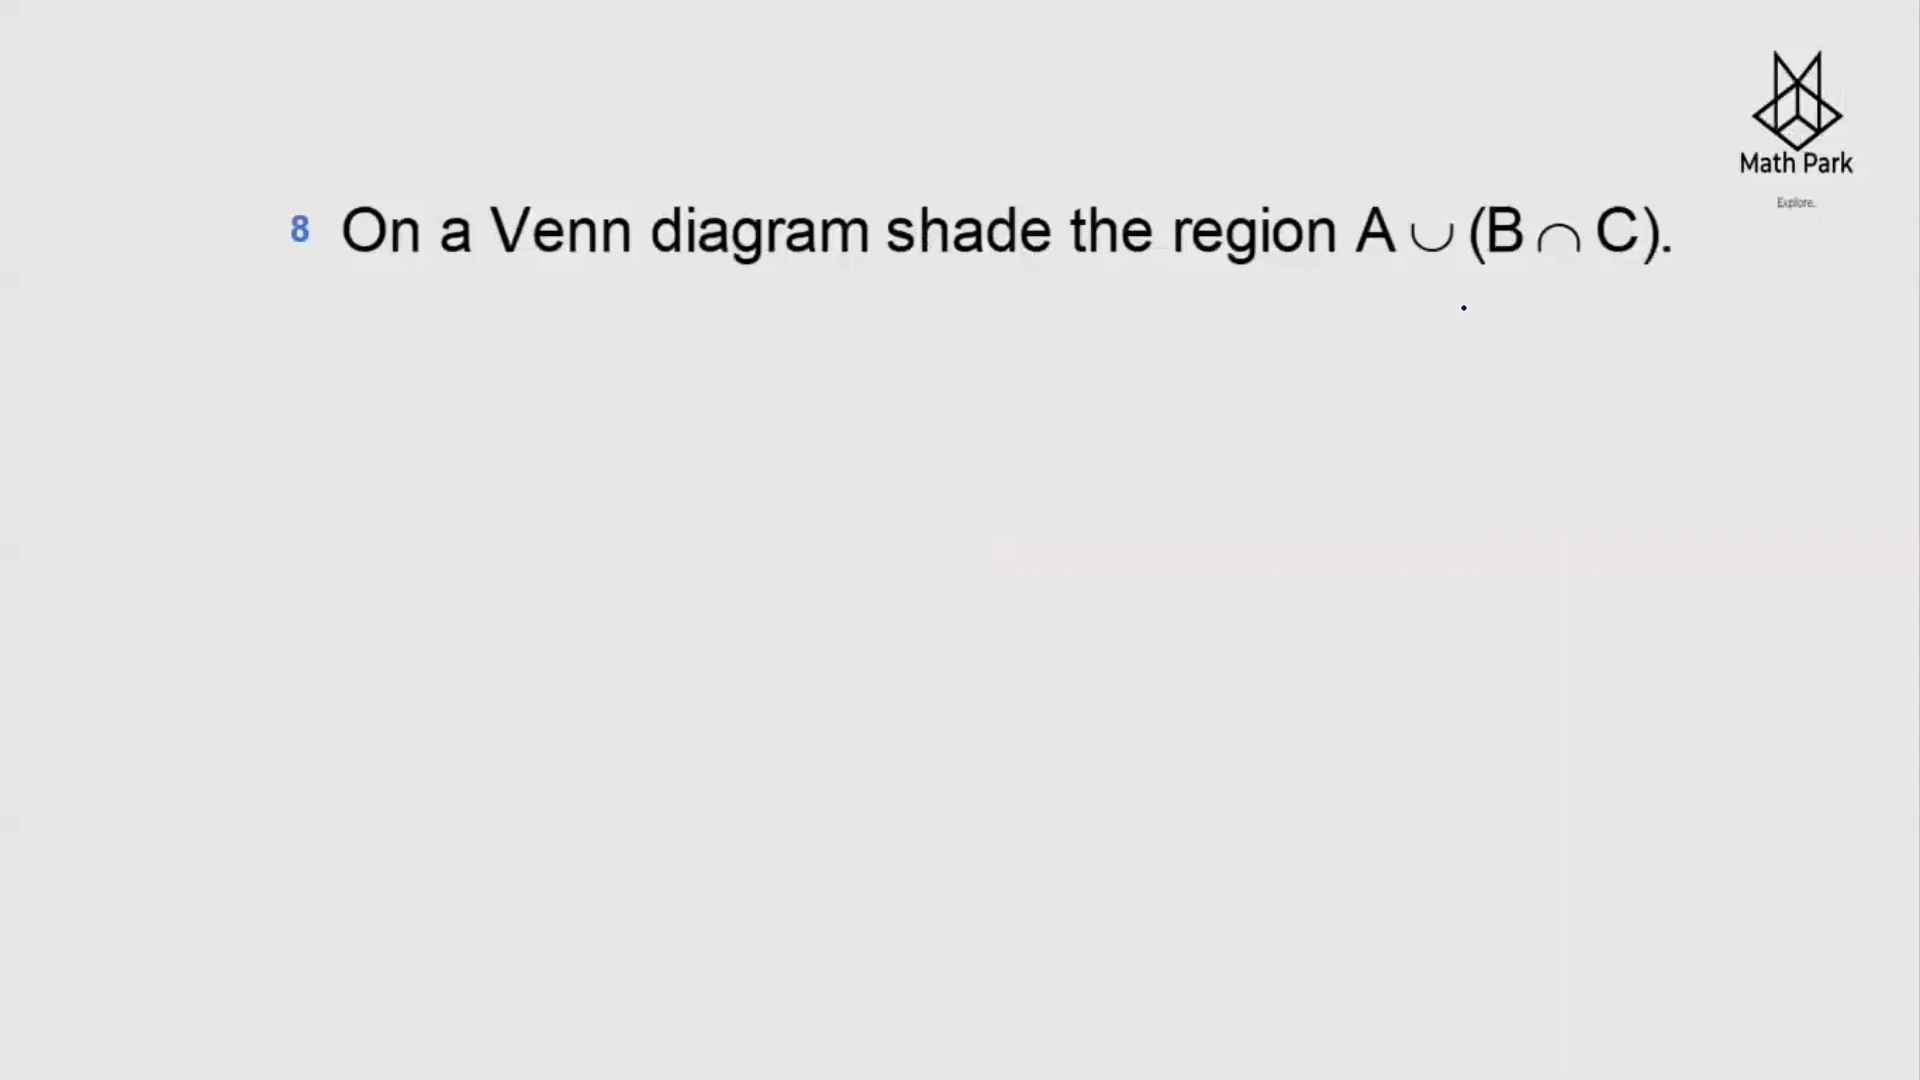 Math Park
Explore.
8 On a Venn diagram shade the region A ∪ (B ∩ C).